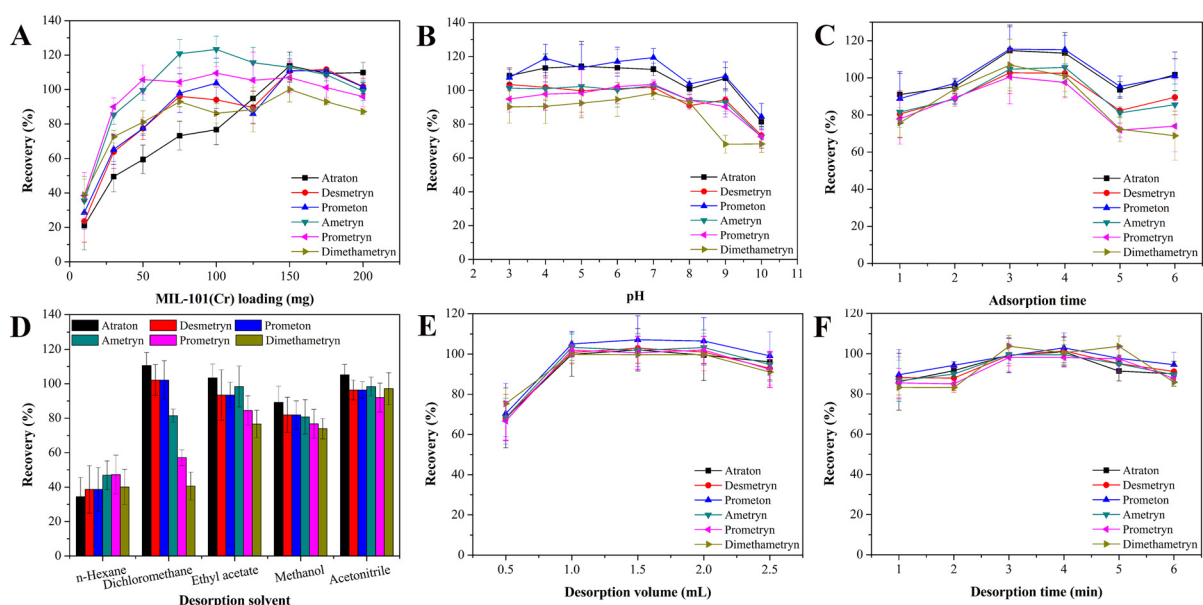 A
Recovery (%)
140
120
100
80
60
40
20
0
Atraton
Desmetryn
Prometon
Ametryn
Prometryn
Dimethametryn
0 50 100 150 200
MIL-101(Cr) loading (mg)
B
Recovery (%)
140
120
100
80
60
40
20
0
Atraton
Desmetryn
Prometon
Ametryn
Prometryn
Dimethametryn
2 3 4 5 6 7 8 9 10 11
pH
C
Recovery (%)
120
100
80
60
40
20
0
Atraton
Desmetryn
Prometon
Ametryn
Prometryn
Dimethametryn
1 2 3 4 5 6
Adsorption time
D
Recovery (%)
140
120
100
80
60
40
20
0
Atraton Desmetryn Prometon
Ametryn Prometryn Dimethametryn
n-Hexane Dichloromethane Ethyl acetate Methanol Acetonitrile
Desorption solvent
E
Recovery (%)
120
100
80
60
40
20
0
Atraton
Desmetryn
Prometon
Ametryn
Prometryn
Dimethametryn
0.5 1.0 1.5 2.0 2.5
Desorption volume (mL)
F
Recovery (%)
120
100
80
60
40
20
0
Atraton
Desmetryn
Prometon
Ametryn
Prometryn
Dimethametryn
1 2 3 4 5 6
Desorption time (min)